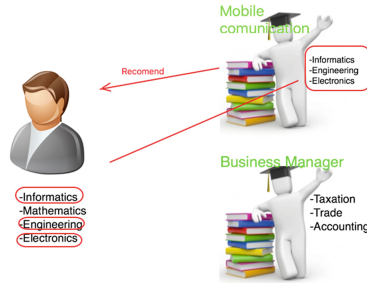 Mobile
comunication
Recomend
-Informatics
-Engineering
-Electronics
Business Manager
-Taxation
-Trade
-Accounting
-Informatics
-Mathematics
-Engineering
-Electronics